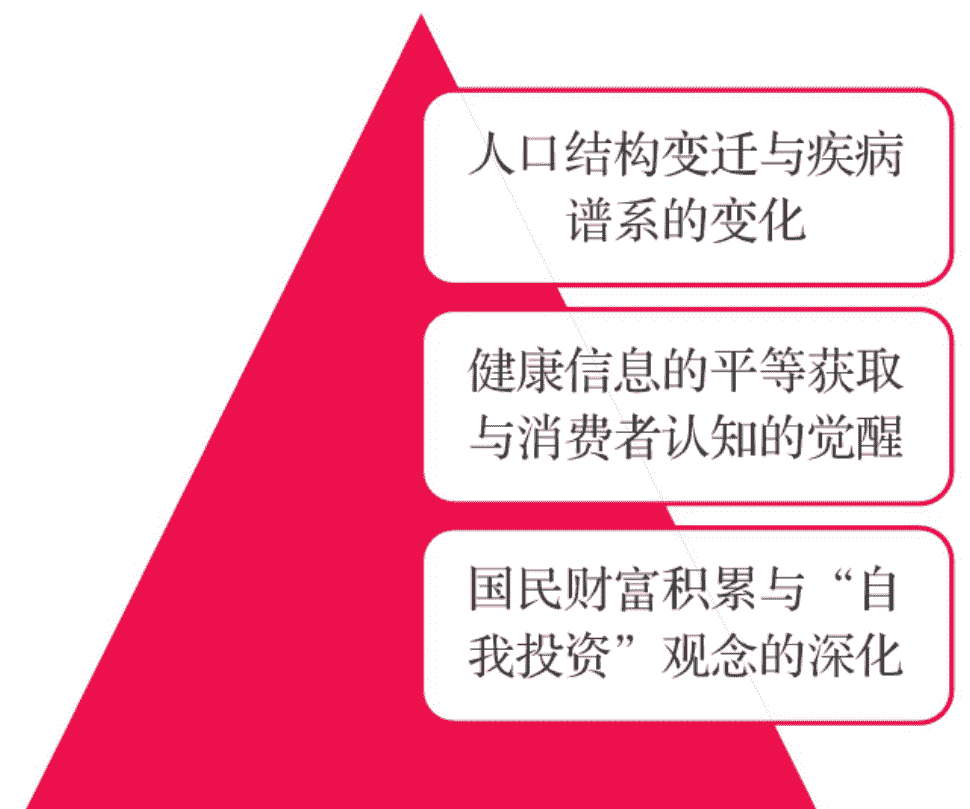 人口结构变迁与疾病
谱系的变化
健康信息的平等获取
与消费者认知的觉醒
国民财富积累与“自
我投资”观念的深化